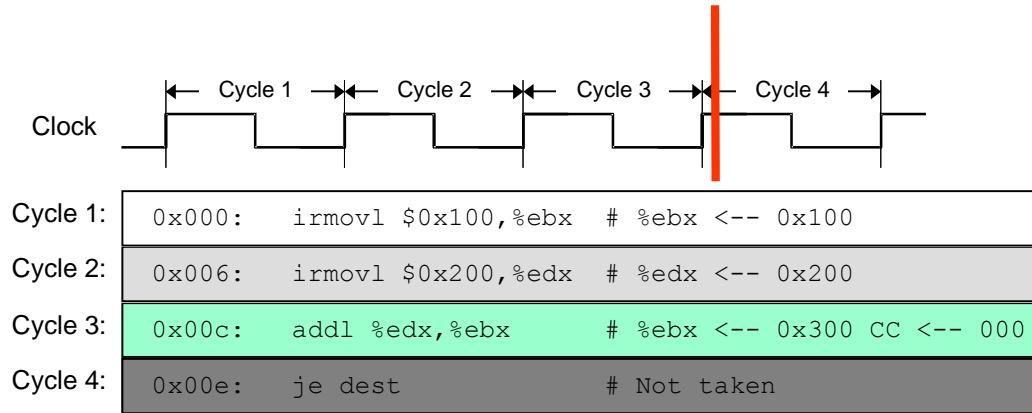 Cycle 1 Cycle 2 Cycle 3 Cycle 4
Clock
Cycle 1: 0x000: irmovl $0x100,%ebx # %ebx <-- 0x100
Cycle 2: 0x006: irmovl $0x200,%edx # %edx <-- 0x200
Cycle 3: 0x00c: addl %edx,%ebx # %ebx <-- 0x300 CC <-- 000
Cycle 4: 0x00e: je dest # Not taken